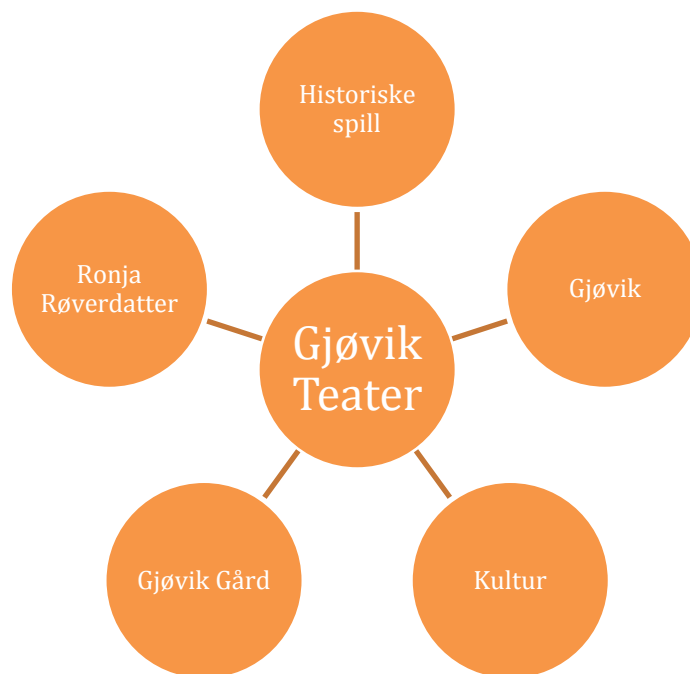 Historiske
spill
Ronja
Røverdatter
Gjøvik
Gjøvik
Teater
Gjøvik Gård
Kultur